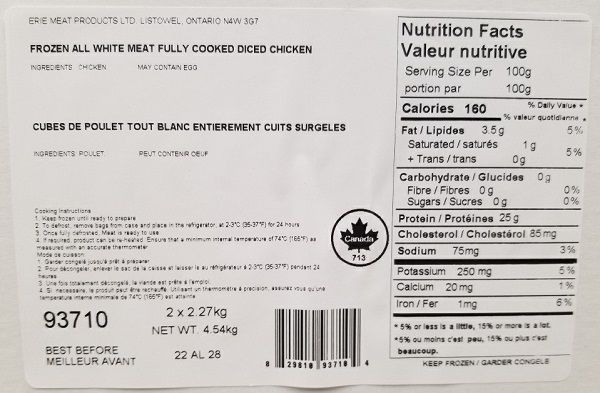 ERIE MEAT PRODUCTS LTD. LISTOWEL, ONTARIO N4W 3G7
FROZEN ALL WHITE MEAT FULLY COOKED DICED CHICKEN
INGREDIENTS: CHICKEN. MAY CONTAIN EGG
CUBES DE POULET TOUT BLANC ENTIEREMENT CUITS SURGELES
INGREDIENTS: POULET. PEUT CONTENIR OEUF
Cooking Instructions
1. Keep frozen until ready to prepare
2. To defrost, remove bags from case and place in the refrigerator, at 2-3°C (35-37°F) for 24 hours
3. Once fully defrosted, Meat is ready to use
4. If required, product can be re-heated. Ensure that a minimum internal temperature of 74°C (165°F) as
measured with an accurate thermometer
Mode de cuisson
1. Garder congelé jusqu'à prêt à préparer
2. Pour décongeler, enlever le sac de la caisse et laisser le au réfrigérateur à 2-3°C (35-37°F) pendant 24
heures
3. Une fois totalement décongelé, la viande est prête à l'emploi
4. Si necessaire, le produit peut être rechauffé. Utilisant un thermomètre à précision, assurez vous qu'une
température interne minimale de 74°C (165°F) est atteinte
Canada
713
93710
2 x 2.27kg
NET WT. 4.54kg
BEST BEFORE
MEILLEUR AVANT
22 AL 28
8 29818 93718 4
Nutrition Facts
Valeur nutritive
Serving Size Per 100g
portion par 100g
Calories 160 % Daily Value *
% valeur quotidienne *
Fat / Lipides 3.5g 5%
Saturated / saturés 1g
+ Trans / trans 0g 5%
Carbohydrate / Glucides 0g
Fibre / Fibres 0g 0%
Sugars / Sucres 0g 0%
Protein / Protéines 25g
Cholesterol / Cholestérol 85mg
Sodium 75mg 3%
Potassium 250 mg 5%
Calcium 20mg 1%
Iron / Fer 1mg 6%
* 5% or less is a little, 15% or more is a lot.
*5% ou moins c'est peu, 15% ou plus c'est
beaucoup.
KEEP FROZEN / GARDER CONGELE